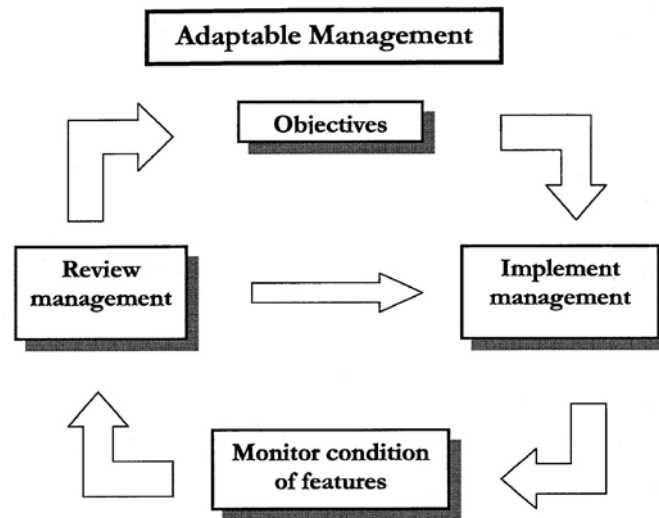 Adaptable Management
Objectives
Review
management
Implement
management
Monitor condition
of features